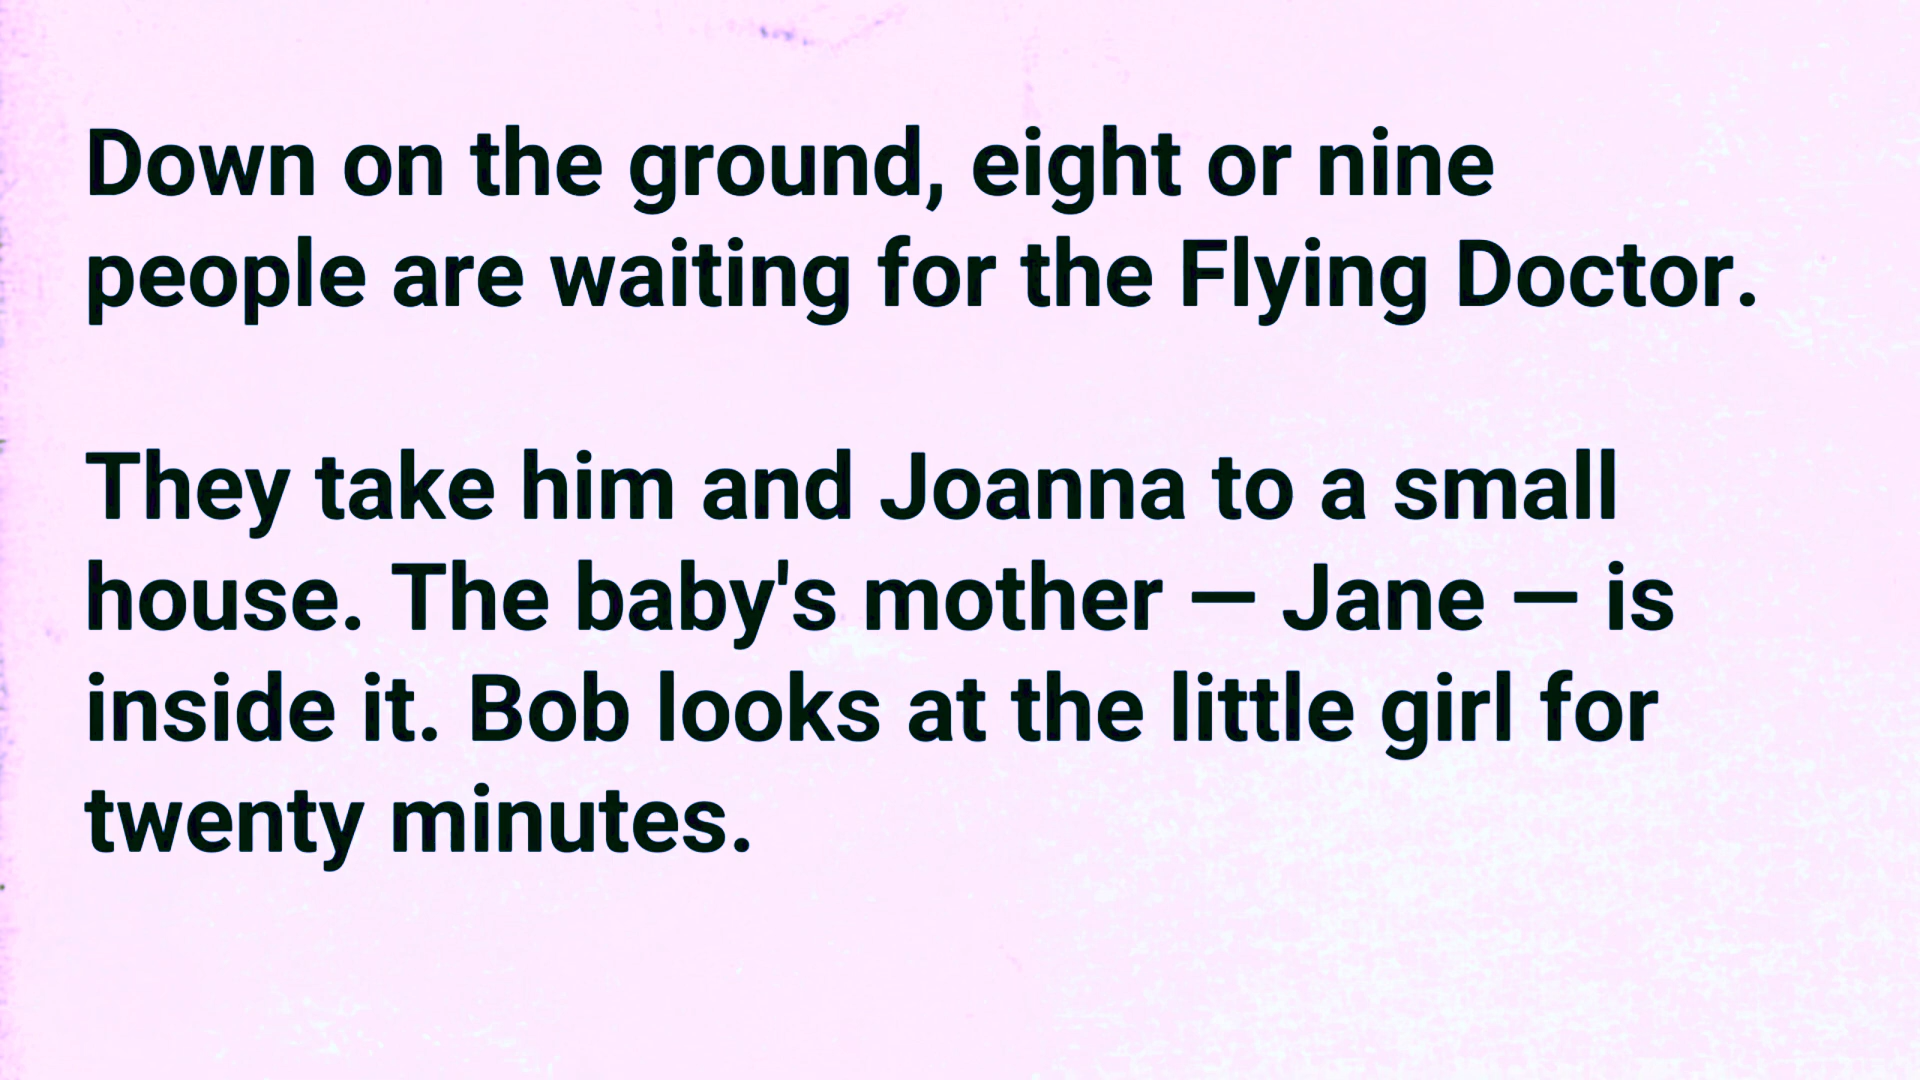 Down on the ground, eight or nine
people are waiting for the Flying Doctor.
They take him and Joanna to a small
house. The baby's mother — Jane — is
inside it. Bob looks at the little girl for
twenty minutes.